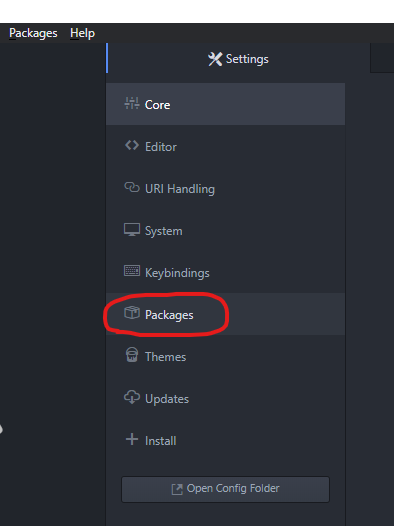 Packages Help
Settings
Core
Editor
URI Handling
System
Keybindings
Packages
Themes
Updates
Install
Open Config Folder